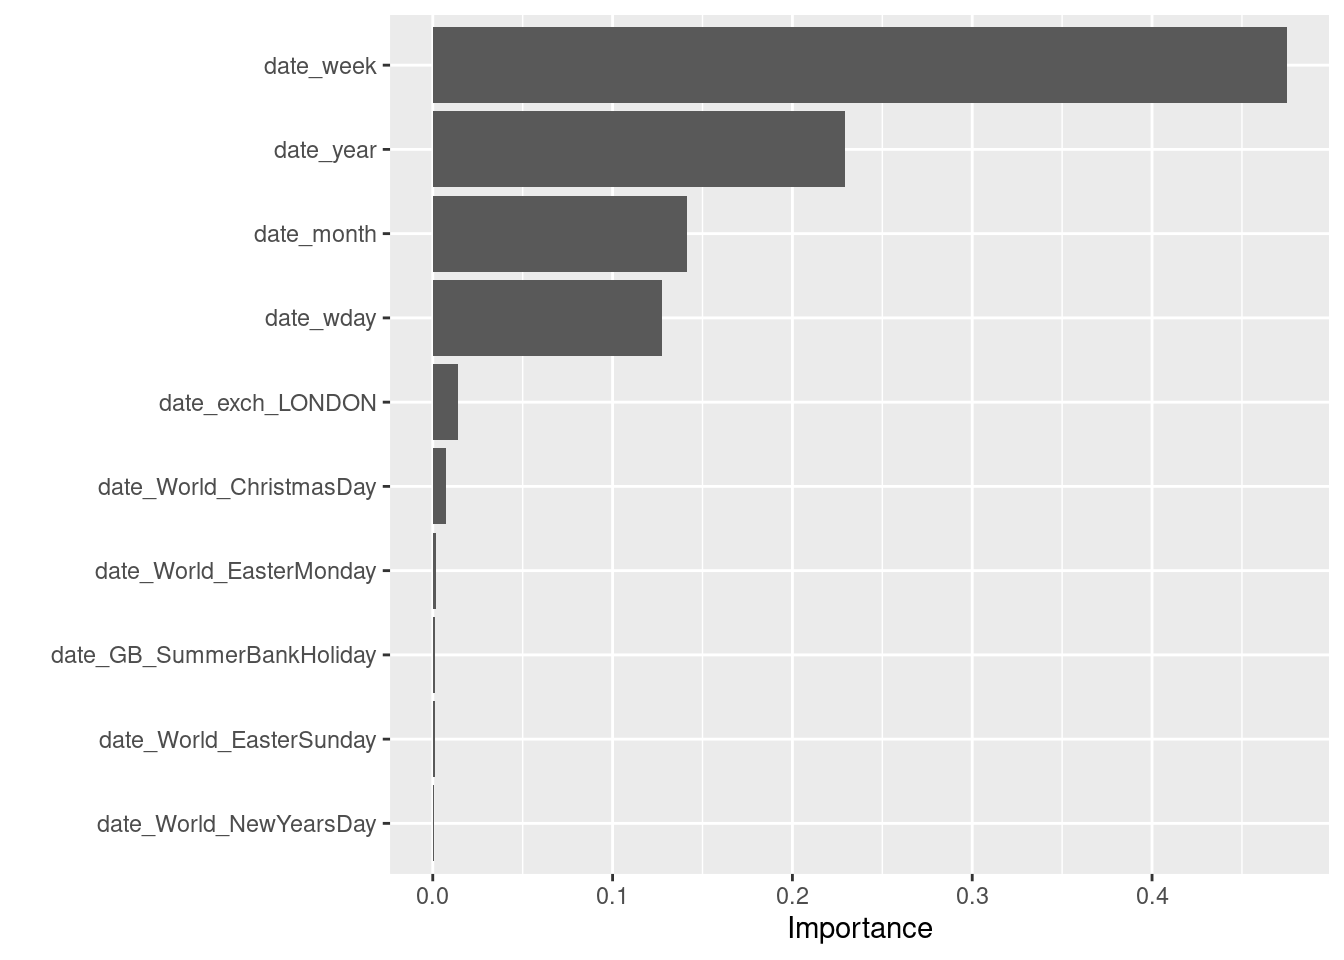 date_week
date_year
date_month
date_wday
date_exch_LONDON
date_World_ChristmasDay
date_World_EasterMonday
date_GB_SummerBankHoliday
date_World_EasterSunday
date_World_NewYearsDay
0.0 0.1 0.2 0.3 0.4
Importance